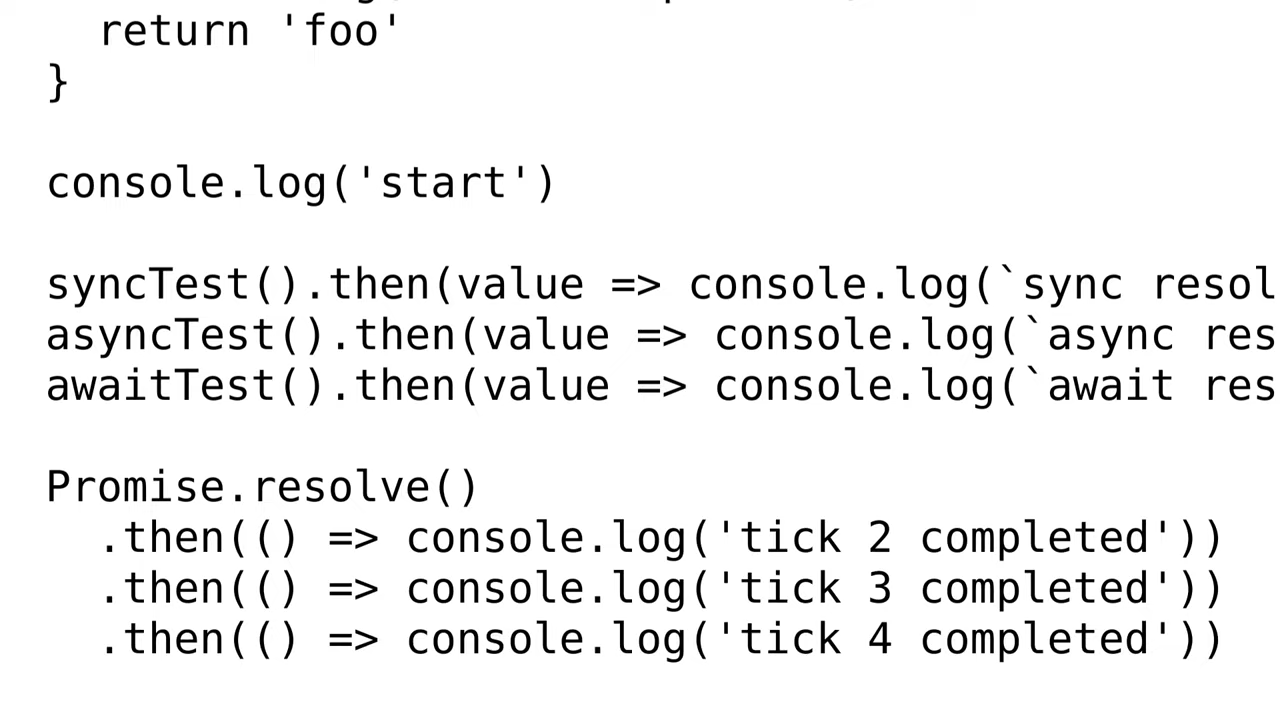 return 'foo'
}
console.log('start')
syncTest().then(value => console.log(`sync resol
asyncTest().then(value => console.log(`async res
awaitTest().then(value => console.log(`await res
Promise.resolve()
.then(() => console.log('tick 2 completed'))
.then(() => console.log('tick 3 completed'))
.then(() => console.log('tick 4 completed'))